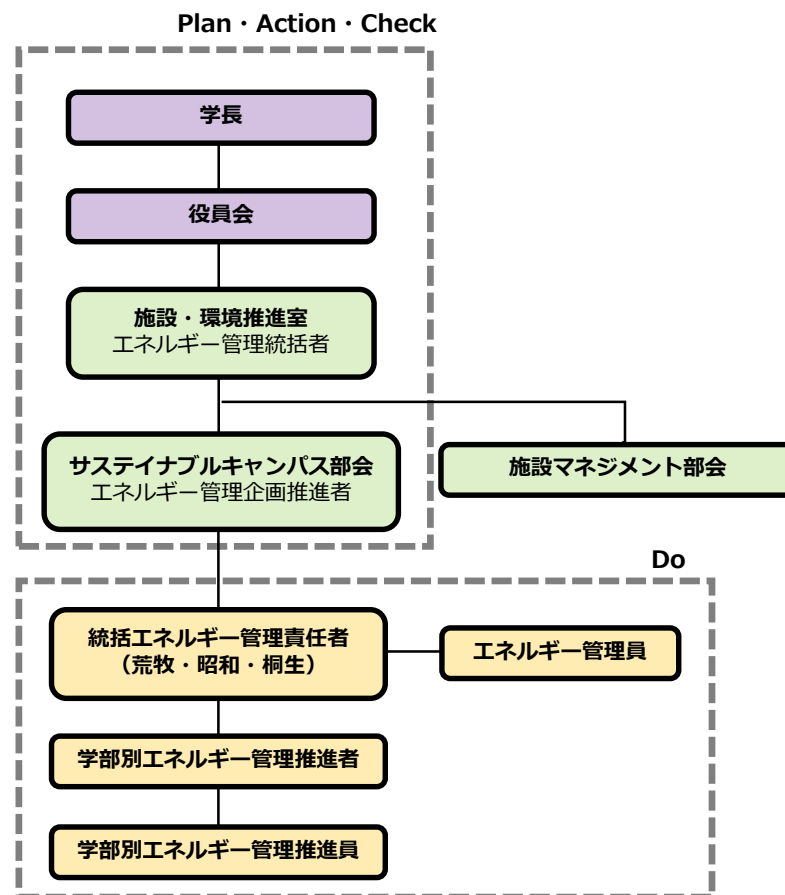 Plan・Action・Check
学長
役員会
施設・環境推進室
エネルギー管理統括者
サステイナブルキャンパス部会
エネルギー管理企画推進者
施設マネジメント部会
Do
統括エネルギー管理責任者
（荒牧・昭和・桐生）
エネルギー管理員
学部別エネルギー管理推進者
学部別エネルギー管理推進員